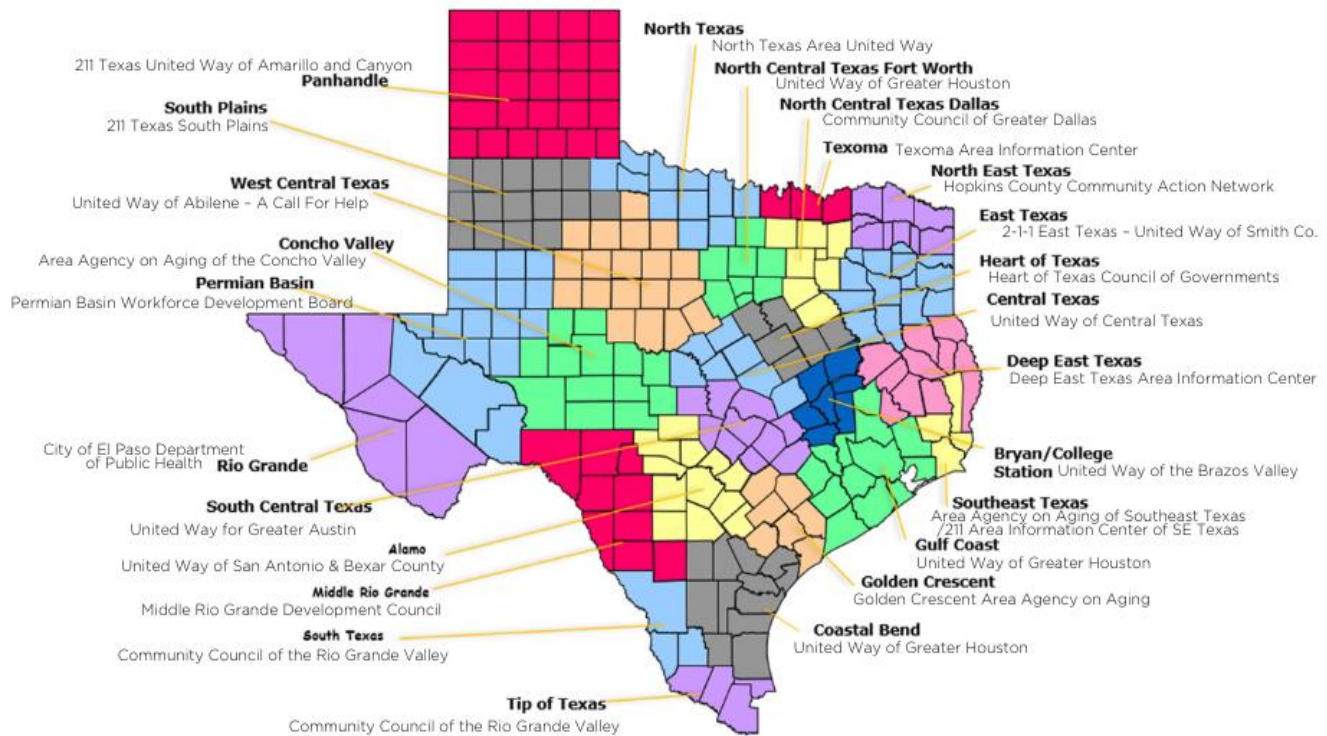 211 Texas United Way of Amarillo and Canyon
Panhandle
South Plains
211 Texas South Plains
West Central Texas
United Way of Abilene – A Call For Help
Concho Valley
Area Agency on Aging of the Concho Valley
Permian Basin
Permian Basin Workforce Development Board
City of El Paso Department
of Public Health Rio Grande
South Central Texas
United Way for Greater Austin
Alamo
United Way of San Antonio & Bexar County
Middle Rio Grande
Middle Rio Grande Development Council
South Texas
Community Council of the Rio Grande Valley
Tip of Texas
Community Council of the Rio Grande Valley
North Texas
North Texas Area United Way
North Central Texas Fort Worth
United Way of Greater Houston
North Central Texas Dallas
Community Council of Greater Dallas
Texoma Texoma Area Information Center
North East Texas
Hopkins County Community Action Network
East Texas
2-1-1 East Texas – United Way of Smith Co.
Heart of Texas
Heart of Texas Council of Governments
Central Texas
United Way of Central Texas
Deep East Texas
Deep East Texas Area Information Center
Bryan/College
Station United Way of the Brazos Valley
Southeast Texas
Area Agency on Aging of Southeast Texas
/211 Area Information Center of SE Texas
Gulf Coast
United Way of Greater Houston
Golden Crescent
Golden Crescent Area Agency on Aging
Coastal Bend
United Way of Greater Houston